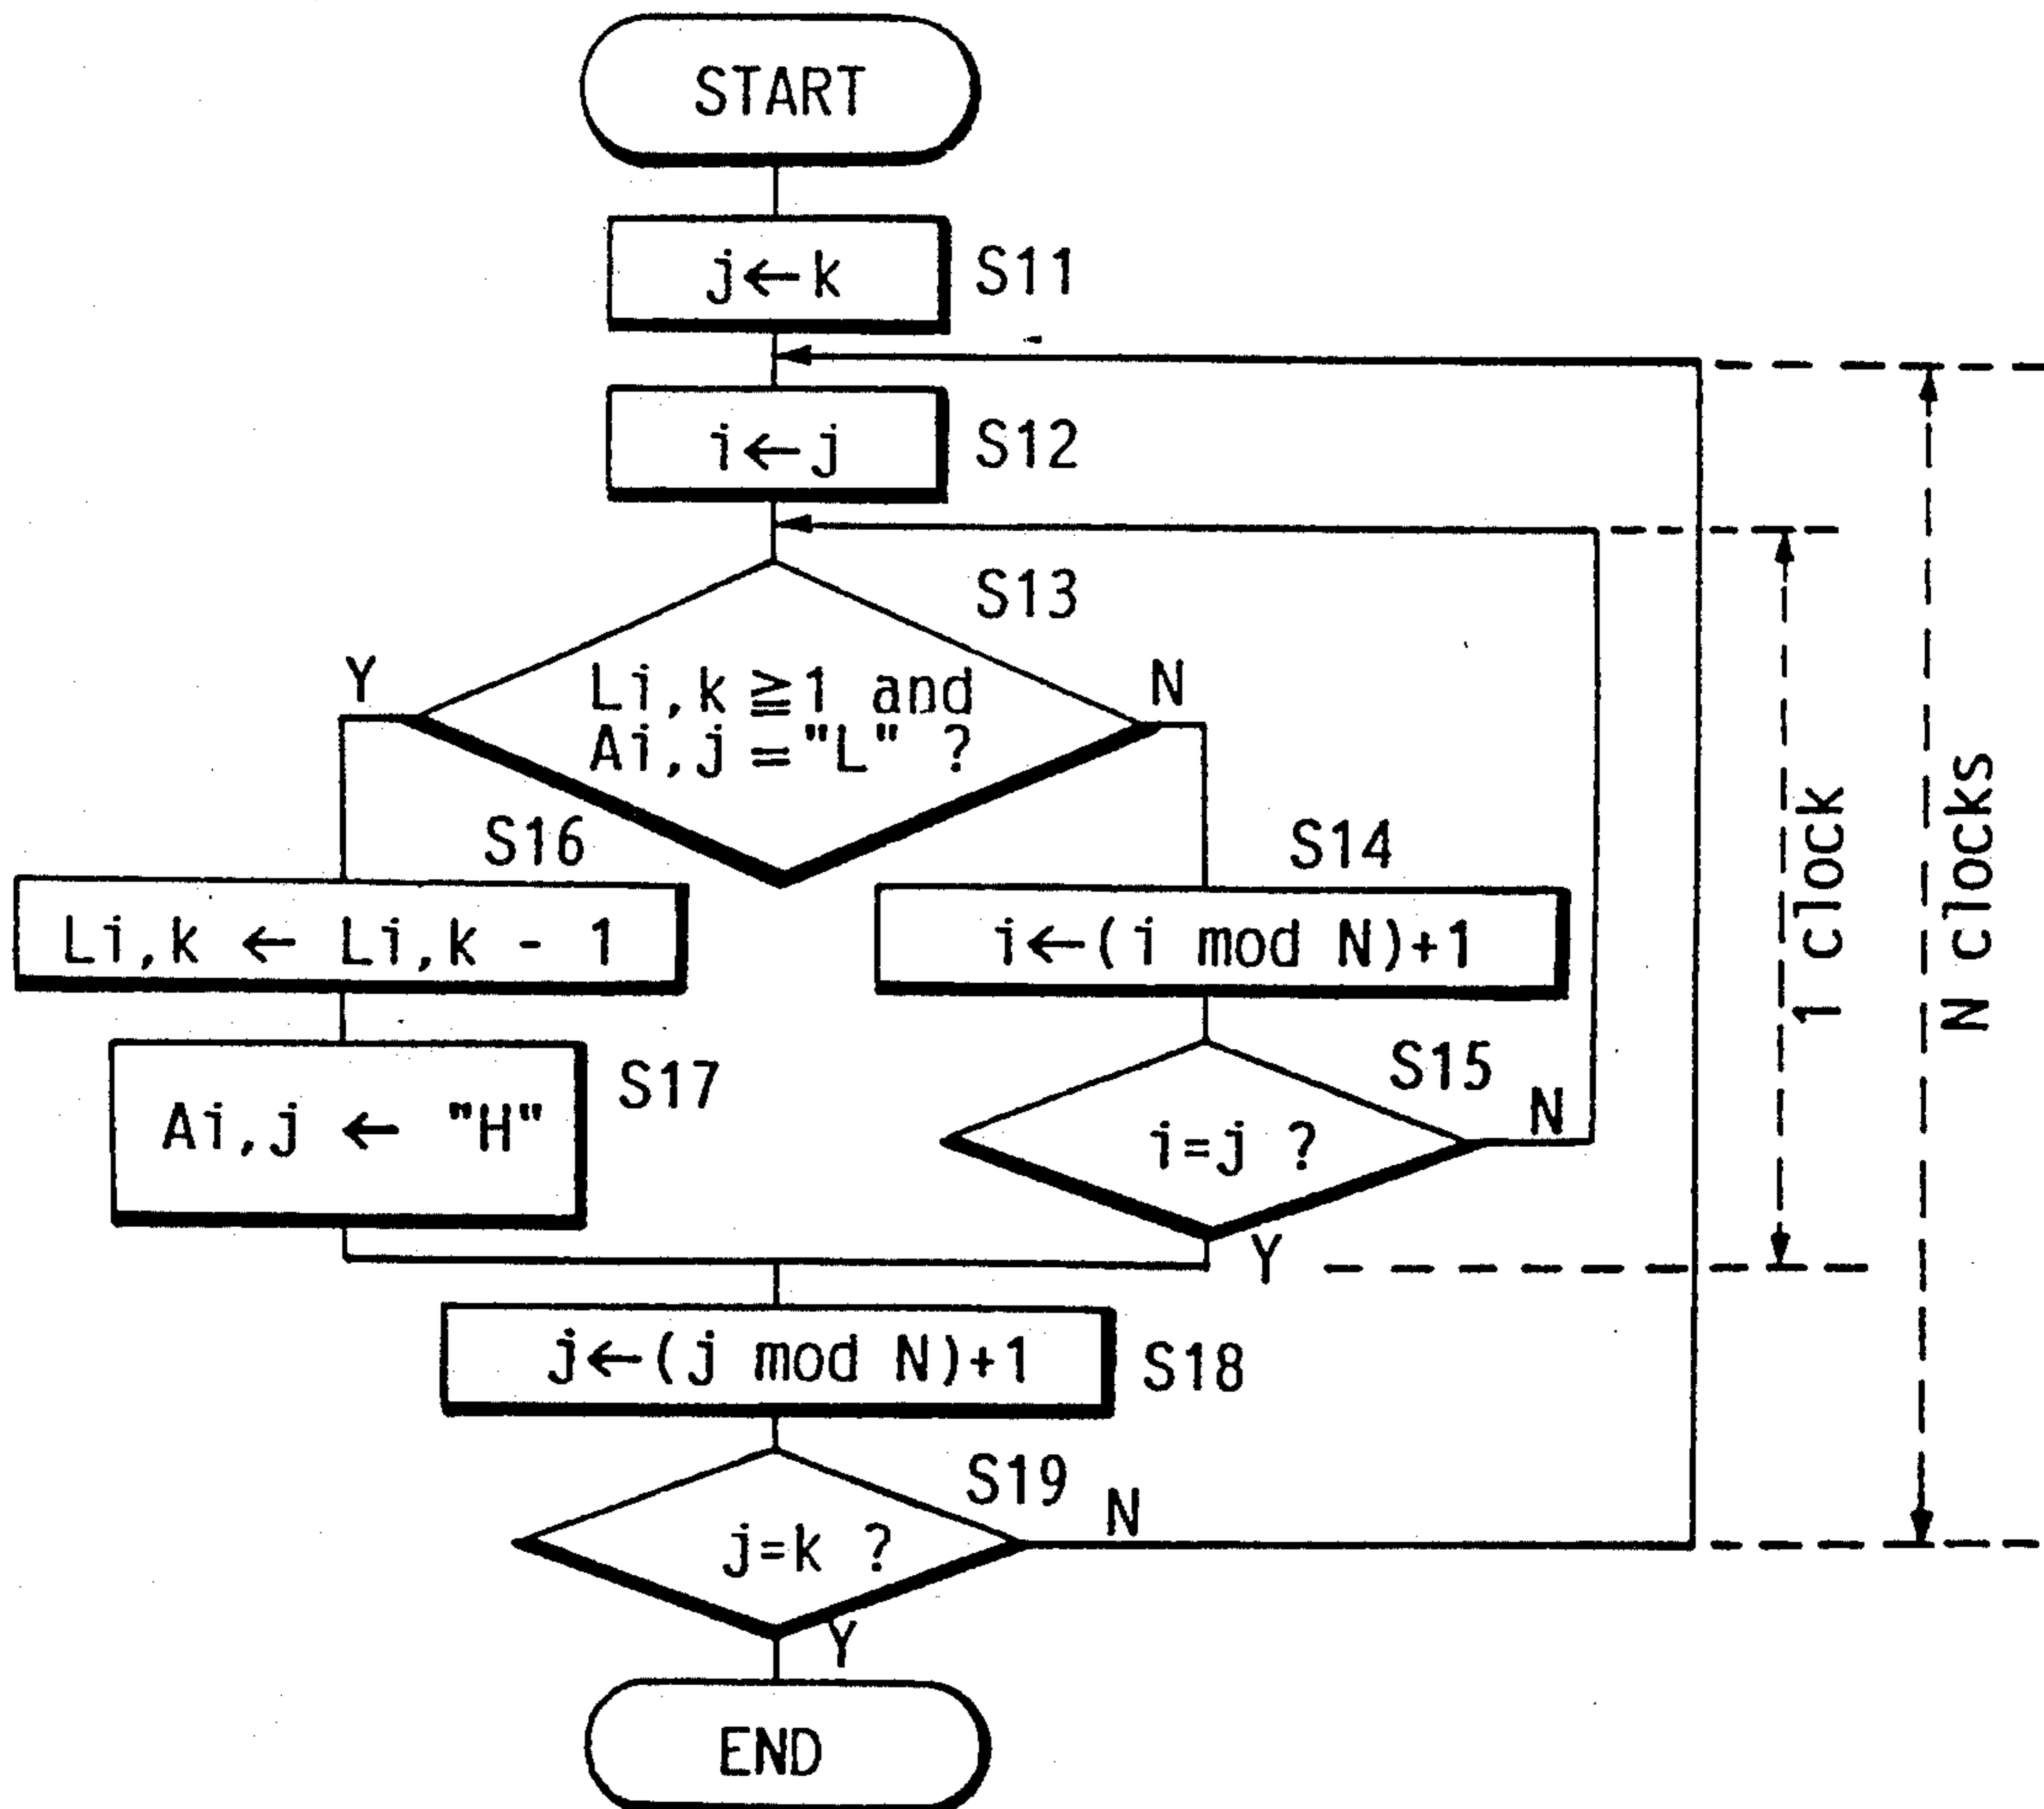 START
j←k
S11
i←j
S12
S13
Y
Li,k ≧1 and
Ai,j ="L" ?
N
S16
Li,k ← Li,k - 1
S14
i←(i mod N)+1
S17
Ai,j ← "H"
S15
i=j ?
N
Y
1 clock
N clocks
j←(j mod N)+1
S18
S19
j=k ?
N
Y
END